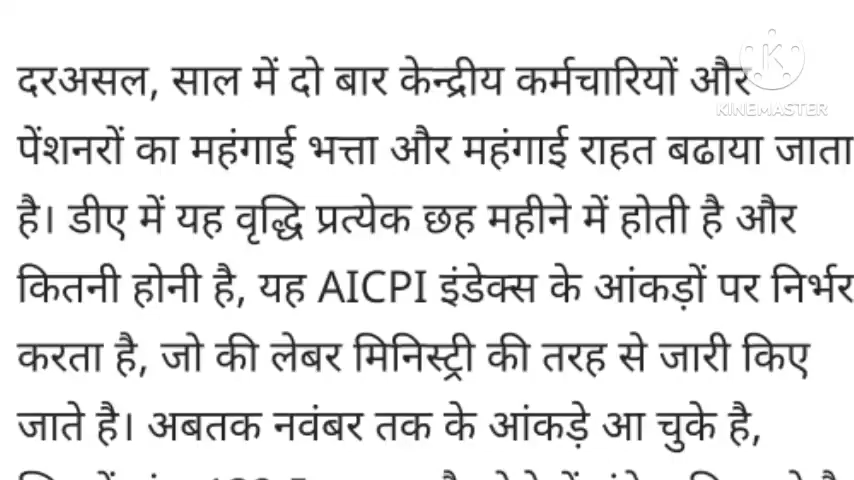 दरअसल, साल में दो बार केन्द्रीय कर्मचारियों और
KINEMASTER
पेंशनरों का महंगाई भत्ता और महंगाई राहत बढाया जाता
है। डीए में यह वृद्धि प्रत्येक छह महीने में होती है और
कितनी होनी है, यह AICPI इंडेक्स के आंकड़ों पर निर्भर
करता है, जो की लेबर मिनिस्ट्री की तरह से जारी किए
जाते है। अबतक नवंबर तक के आंकड़े आ चुके है,